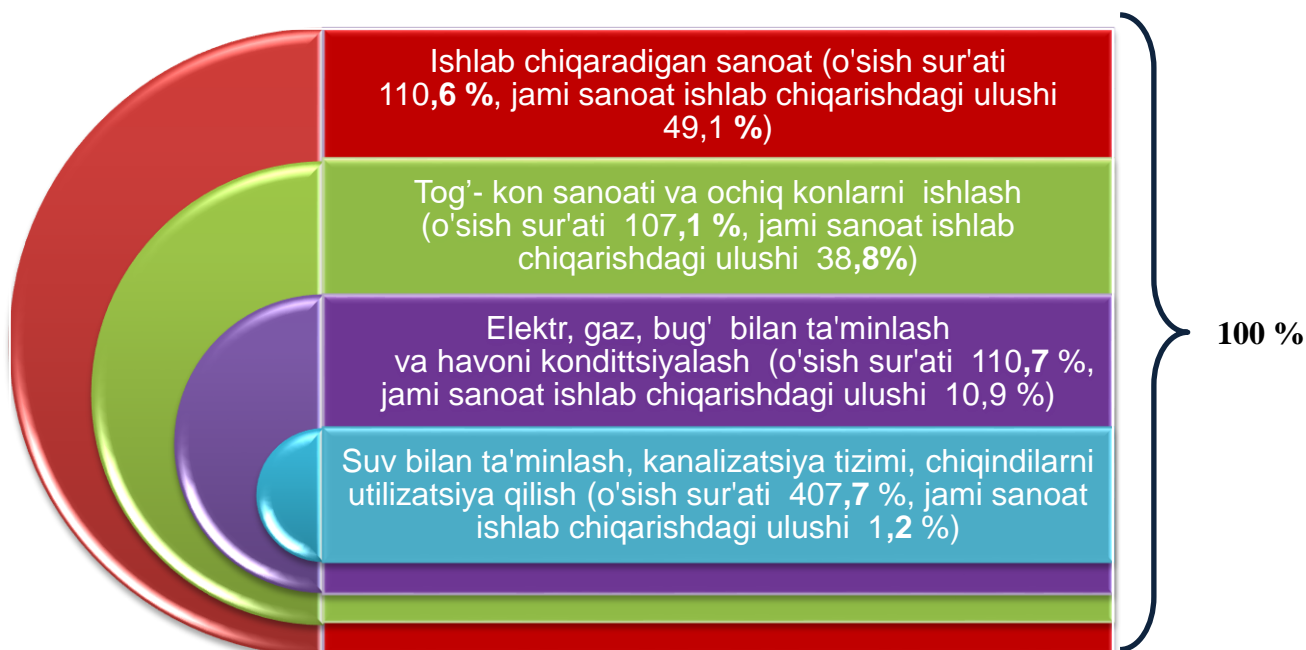 Ishlab chiqaradigan sanoat (o'sish sur'ati
110,6 %, jami sanoat ishlab chiqarishdagi ulushi
49,1 %)
Tog’- kon sanoati va ochiq konlarni ishlash
(o'sish sur'ati 107,1 %, jami sanoat ishlab
chiqarishdagi ulushi 38,8%)
Elektr, gaz, bug' bilan ta'minlash
va havoni kondittsiyalash (o'sish sur'ati 110,7 %,
jami sanoat ishlab chiqarishdagi ulushi 10,9 %)
Suv bilan ta'minlash, kanalizatsiya tizimi, chiqindilarni
utilizatsiya qilish (o'sish sur'ati 407,7 %, jami sanoat
ishlab chiqarishdagi ulushi 1,2 %)
100 %